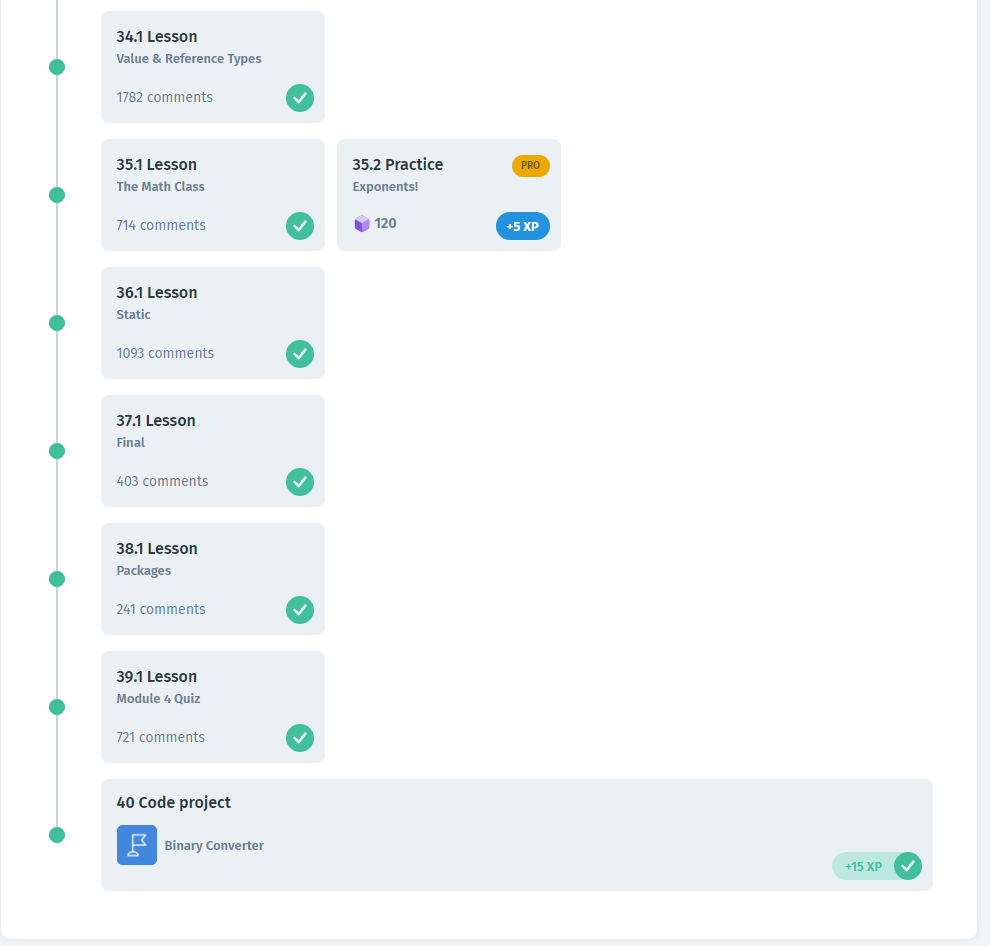 34.1 Lesson
Value & Reference Types
1782 comments
35.1 Lesson
The Math Class
714 comments
35.2 Practice
PRO
Exponents!
120
+5 XP
36.1 Lesson
Static
1093 comments
37.1 Lesson
Final
403 comments
38.1 Lesson
Packages
241 comments
39.1 Lesson
Module 4 Quiz
721 comments
40 Code project
Binary Converter
+15 XP